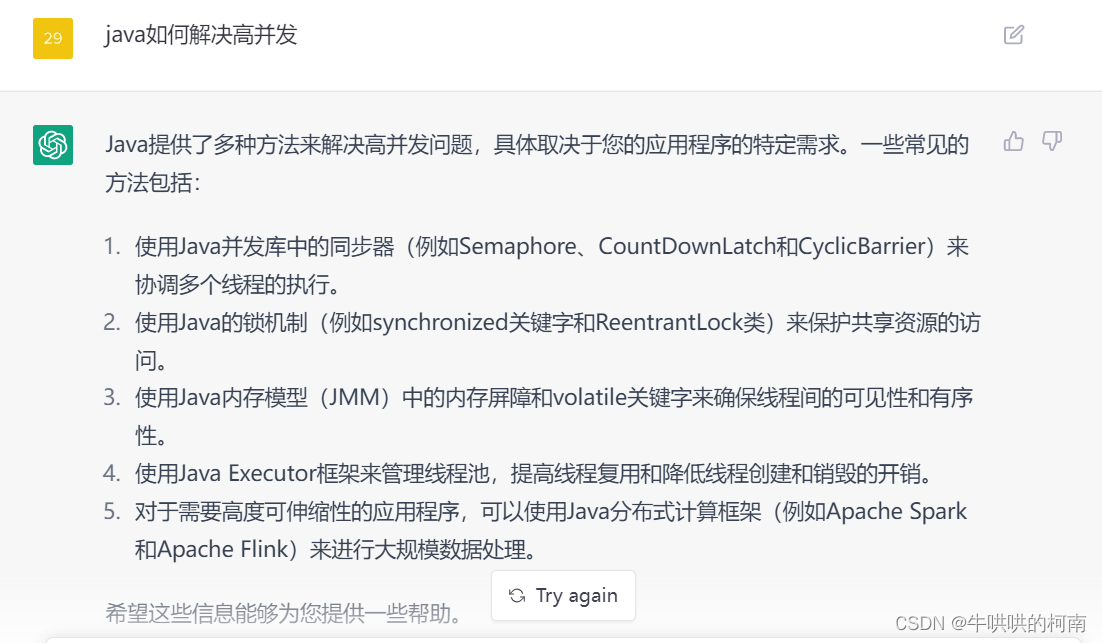 29
java如何解决高并发
Java提供了多种方法来解决高并发问题，具体取决于您的应用程序的特定需求。一些常见的
方法包括：
1. 使用Java并发库中的同步器（例如Semaphore、CountDownLatch和CyclicBarrier）来
协调多个线程的执行。
2. 使用Java的锁机制（例如synchronized关键字和ReentrantLock类）来保护共享资源的访
问。
3. 使用Java内存模型（JMM）中的内存屏障和volatile关键字来确保线程间的可见性和有序
性。
4. 使用Java Executor框架来管理线程池，提高线程复用和降低线程创建和销毁的开销。
5. 对于需要高度可伸缩性的应用程序，可以使用Java分布式计算框架（例如Apache Spark
和Apache Flink）来进行大规模数据处理。
希望这些信息能够为您提供一些帮助。
Try again
CSDN @牛哄哄的柯南